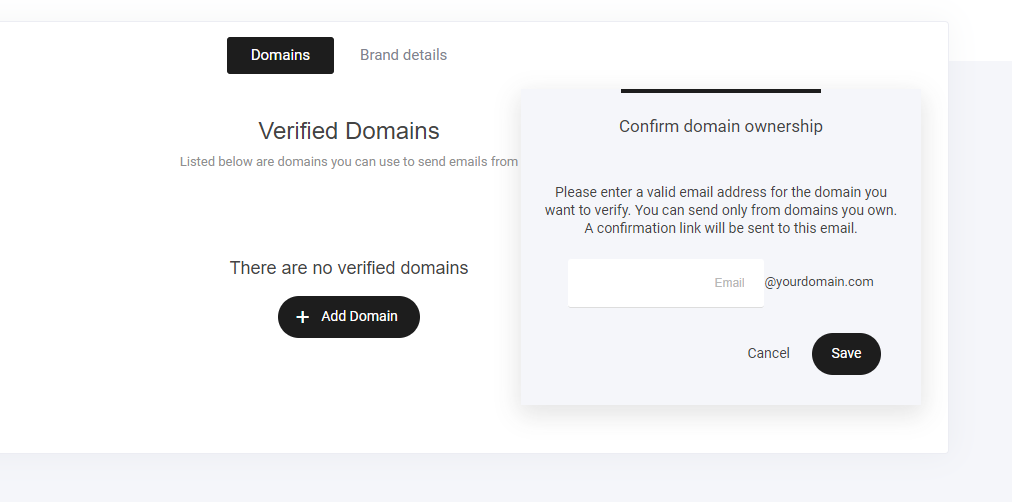 Domains
Brand details
Verified Domains
Listed below are domains you can use to send emails from
There are no verified domains
+ Add Domain
Confirm domain ownership
Please enter a valid email address for the domain you
want to verify. You can send only from domains you own.
A confirmation link will be sent to this email.
Email @yourdomain.com
Cancel
Save